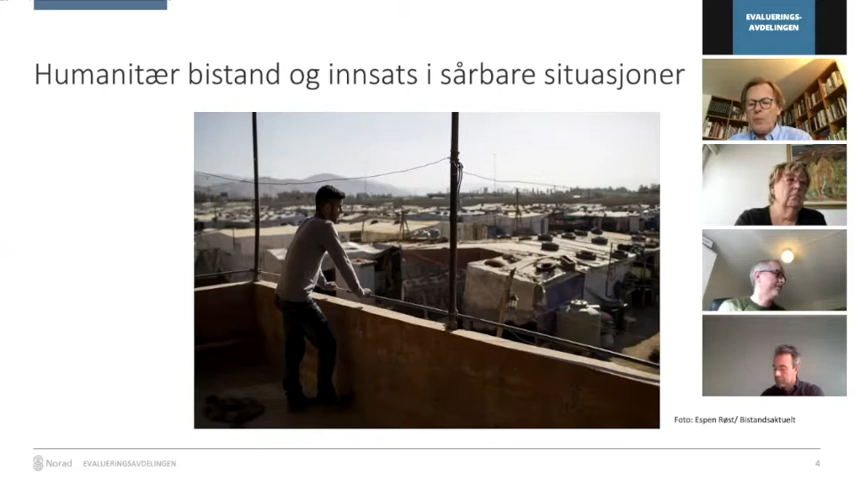 EVALUERINGS-
AVDELINGEN
Humanitær bistand og innsats i sårbare situasjoner
Foto: Espen Røst/ Bistandsaktuelt
Norad EVALUERINGSAVDELINGEN 4